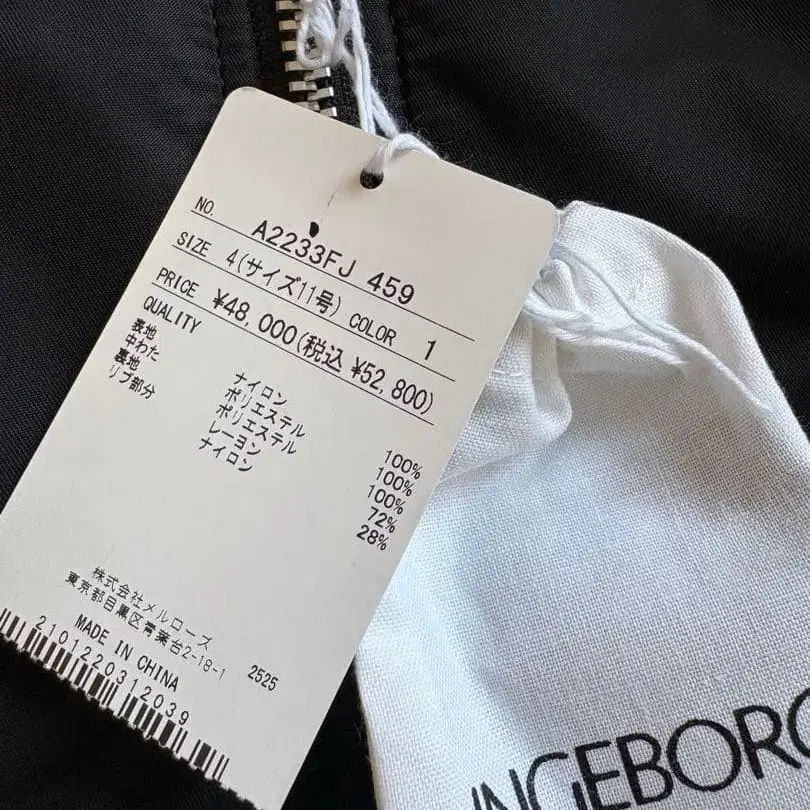 NO. A2233FJ 459
SIZE 4(サイズ11号) COLOR 1
PRICE ¥48,000(税込 ¥52,800)
QUALITY
表地 ナイロン 100%
中わた ポリエステル 100%
裏地 ポリエステル 100%
リブ部分 レーヨン 72%
ナイロン 28%
株式会社メルローズ
東京都目黒区青葉台2-18-1 2525
MADE IN CHINA
2101220312039
INGEBORG